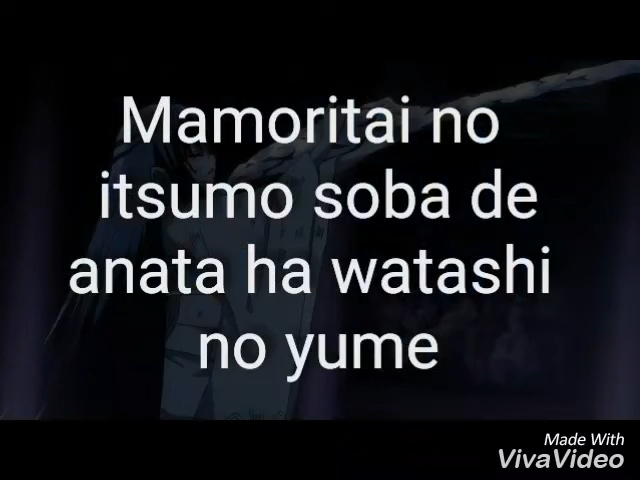 Mamoritai no
itsumo soba de
anata ha watashi
no yume
Made With
VivaVideo